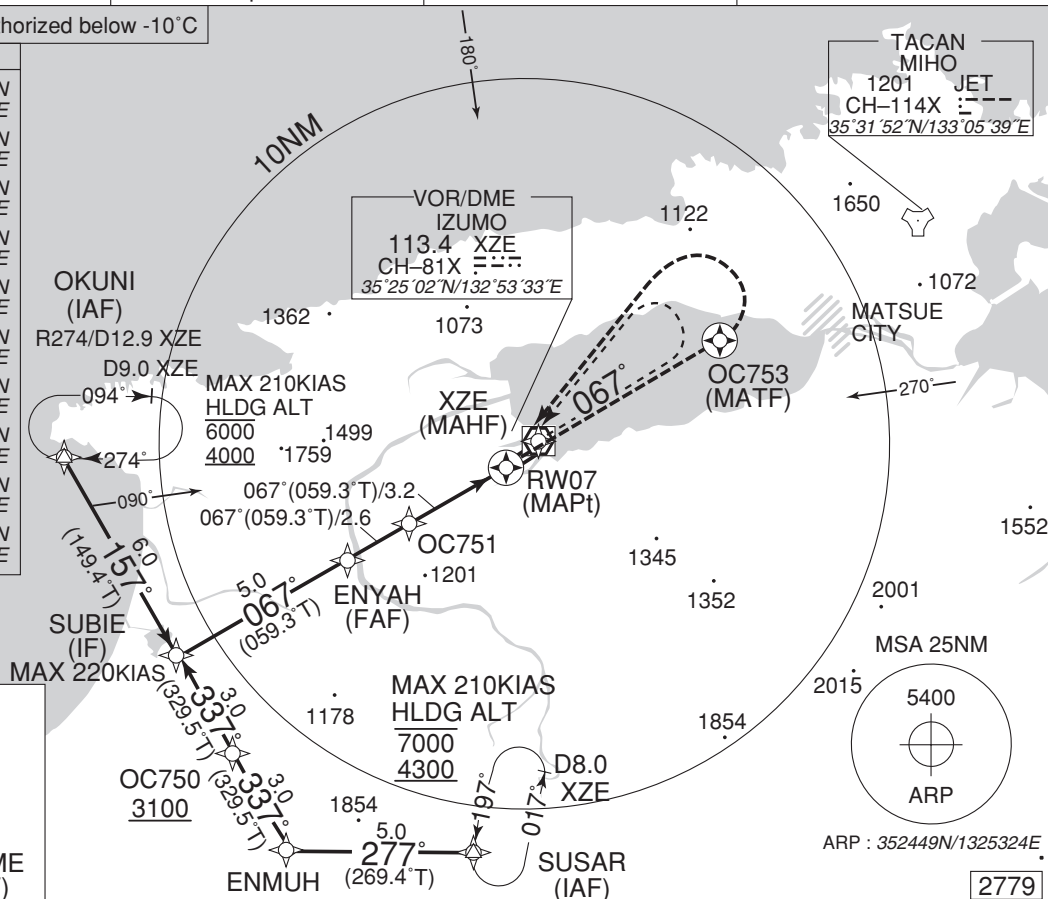 thorized below -10°C
N
E
N
E
N
E
N
E
N
E
N
E
N
E
N
E
N
E
N
E
180°
10NM
TACAN
MIHO
1201 JET
CH–114X
35°31´52˝N/133°05´39˝E
1650
VOR/DME
IZUMO
113.4 XZE
CH–81X
35°25´02˝N/132°53´33˝E
1122
1072
1362
1073
MATSUE
CITY
OKUNI
(IAF)
R274/D12.9 XZE
D9.0 XZE
094°
274°
090°
MAX 210KIAS
HLDG ALT
6000
4000
1499
1759
XZE
(MAHF)
067°
OC753
(MATF)
270°
067°(059.3°T)/3.2
067°(059.3°T)/2.6
RW07
(MAPt)
OC751
1552
6.0
157°
(149.4°T)
5.0
067°
(059.3°T)
ENYAH
(FAF)
1201
1345
1352
2001
SUBIE
(IF)
MAX 220KIAS
3.0
337°
(329.5°T)
1178
MAX 210KIAS
HLDG ALT
7000
4300
MSA 25NM
5400
ARP
2015
1854
OC750
3100
3.0
337°
(329.5°T)
1854
5.0
277°
(269.4°T)
197°
017°
D8.0
XZE
ENMUH
SUSAR
(IAF)
ARP : 352449N/1325324E
2779
ME
)